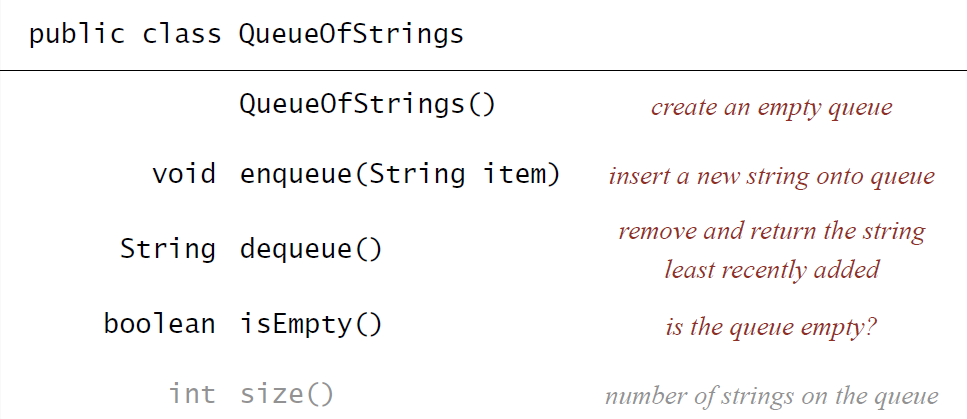 public class QueueOfStrings
QueueOfStrings() create an empty queue
void enqueue(String item) insert a new string onto queue
String dequeue() remove and return the string
least recently added
boolean isEmpty() is the queue empty?
int size() number of strings on the queue